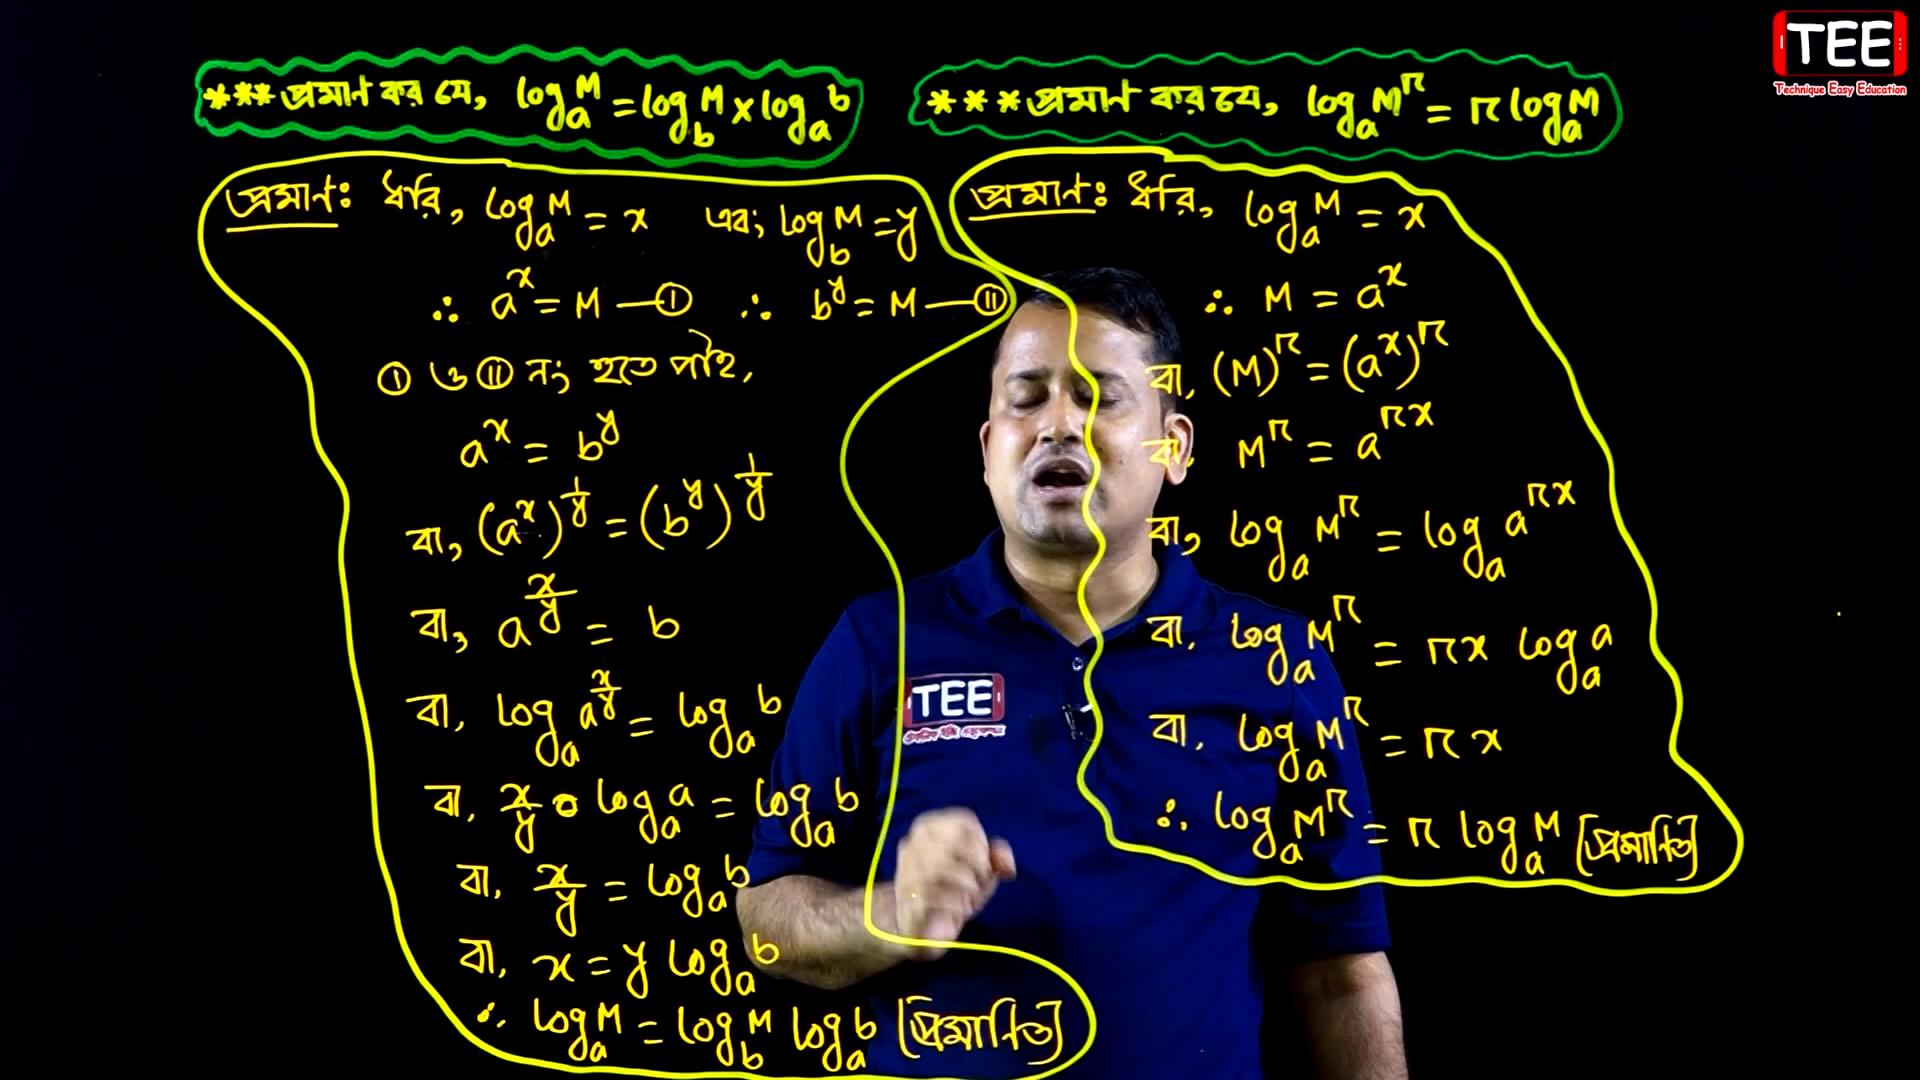 TEE
Technique Easy Education
*** প্রমাণ কর যে, logₐM = log_b M × logₐb
প্রমাণঃ ধরি, logₐM = x এবং log_b M = y
∴ aˣ = M —Ⓘ ∴ bʸ = M —Ⓘⓘ
Ⓘ ও Ⓘⓘ নং হতে পাই,
aˣ = bʸ
বা, (aˣ)^(1/y) = (bʸ)^(1/y)
বা, a^(x/y) = b
বা, logₐa^(x/y) = logₐb
বা, x/y · logₐa = logₐb
বা, x/y = logₐb
বা, x = y logₐb
∴ logₐM = log_b M logₐb [প্রমাণিত]
*** প্রমাণ কর যে, logₐMʳ = r logₐM
প্রমাণঃ ধরি, logₐM = x
∴ M = aˣ
বা, (M)ʳ = (aˣ)ʳ
বা, Mʳ = aʳˣ
বা, logₐMʳ = logₐaʳˣ
বা, logₐMʳ = rx logₐa
বা, logₐMʳ = rx
∴ logₐMʳ = r logₐM [প্রমাণিত]
TEE